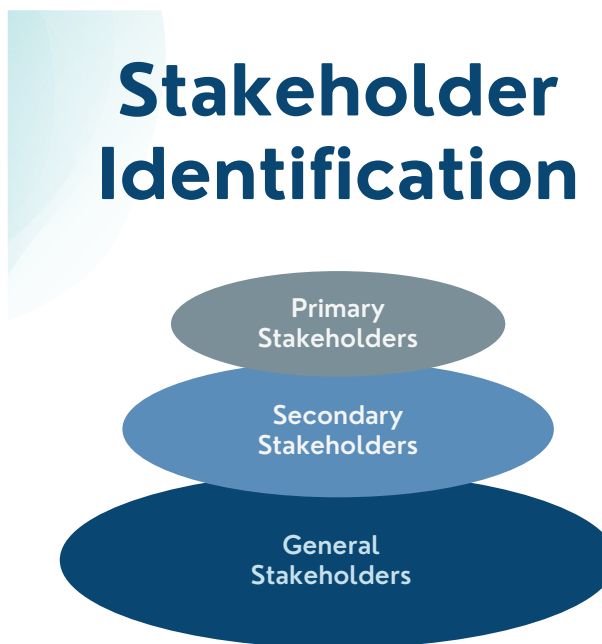 Stakeholder
Identification
Primary
Stakeholders
Secondary
Stakeholders
General
Stakeholders